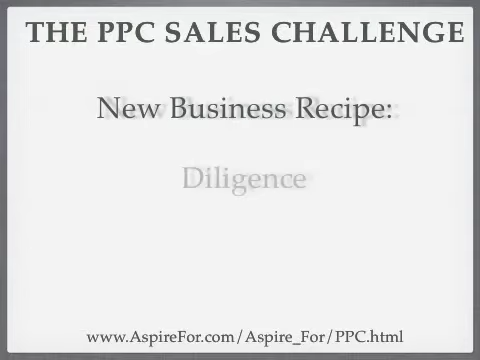 THE PPC SALES CHALLENGE
New Business Recipe:
Diligence
www.AspireFor.com/Aspire_For/PPC.html